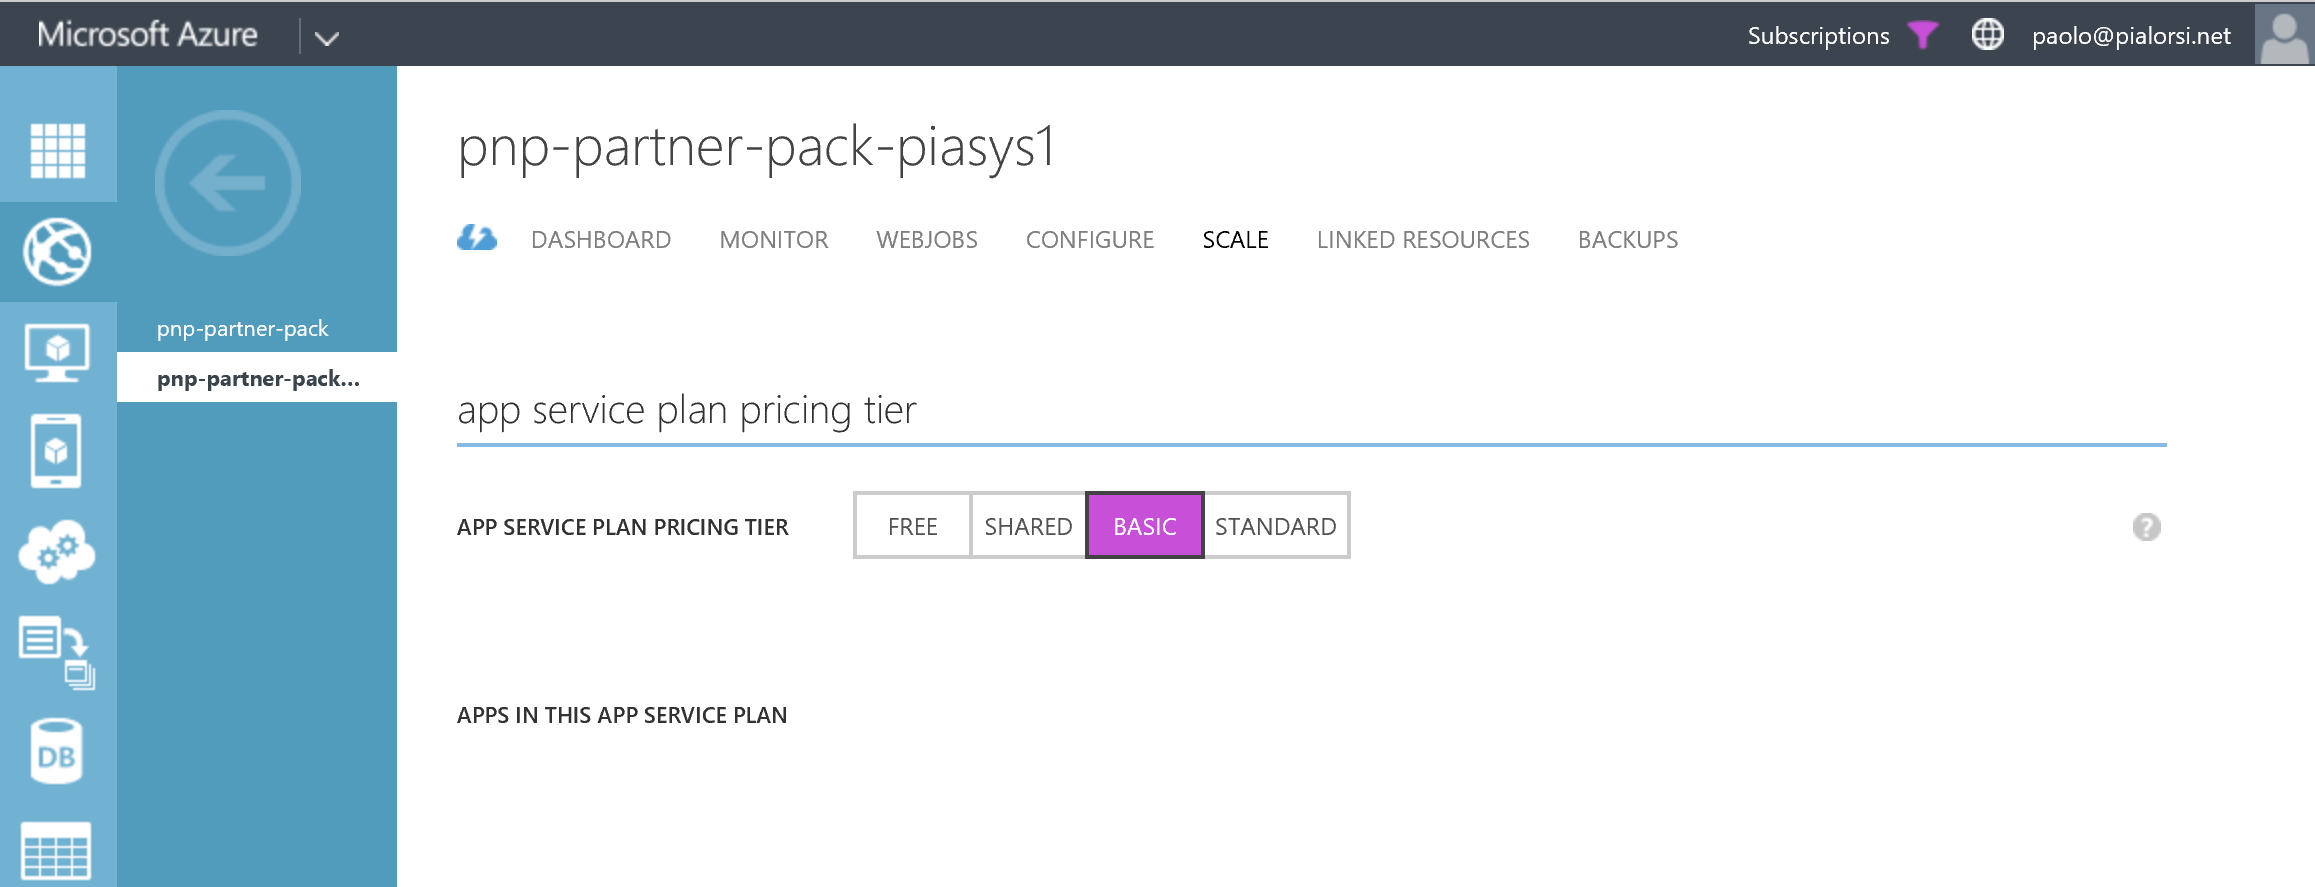 Microsoft Azure
Subscriptions paolo@pialorsi.net
pnp-partner-pack-piasys1
DASHBOARD MONITOR WEBJOBS CONFIGURE SCALE LINKED RESOURCES BACKUPS
pnp-partner-pack
pnp-partner-pack...
app service plan pricing tier
APP SERVICE PLAN PRICING TIER FREE SHARED BASIC STANDARD ?
APPS IN THIS APP SERVICE PLAN
DB